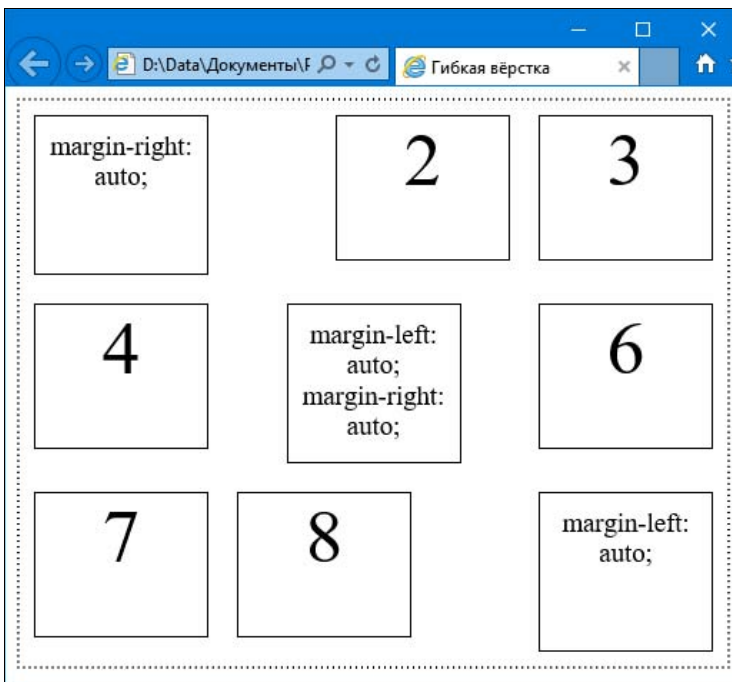 D:\Data\Документы\F
Гибкая вёрстка
margin-right:
auto;
2
3
4
margin-left:
auto;
margin-right:
auto;
6
7
8
margin-left:
auto;